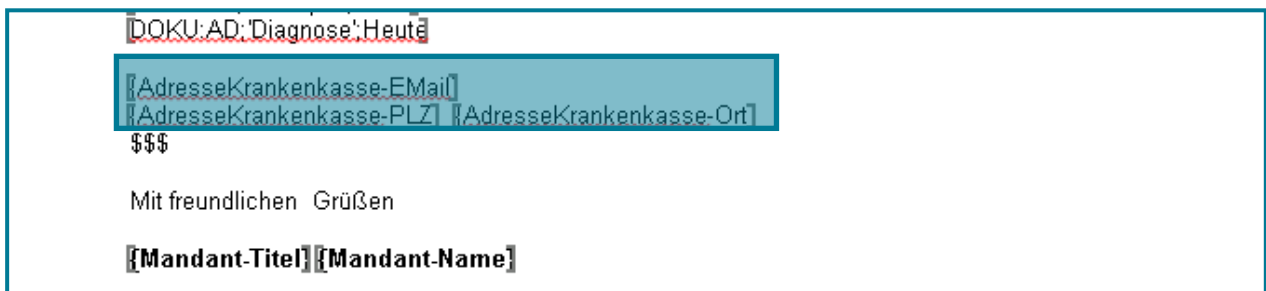 DOKU:AD;'Diagnose';Heute
[{AdresseKrankenkasse-EMail}]
[{AdresseKrankenkasse-PLZ}] [{AdresseKrankenkasse-Ort}]
$$$
Mit freundlichen Grüßen
[{Mandant-Titel}] [{Mandant-Name}]